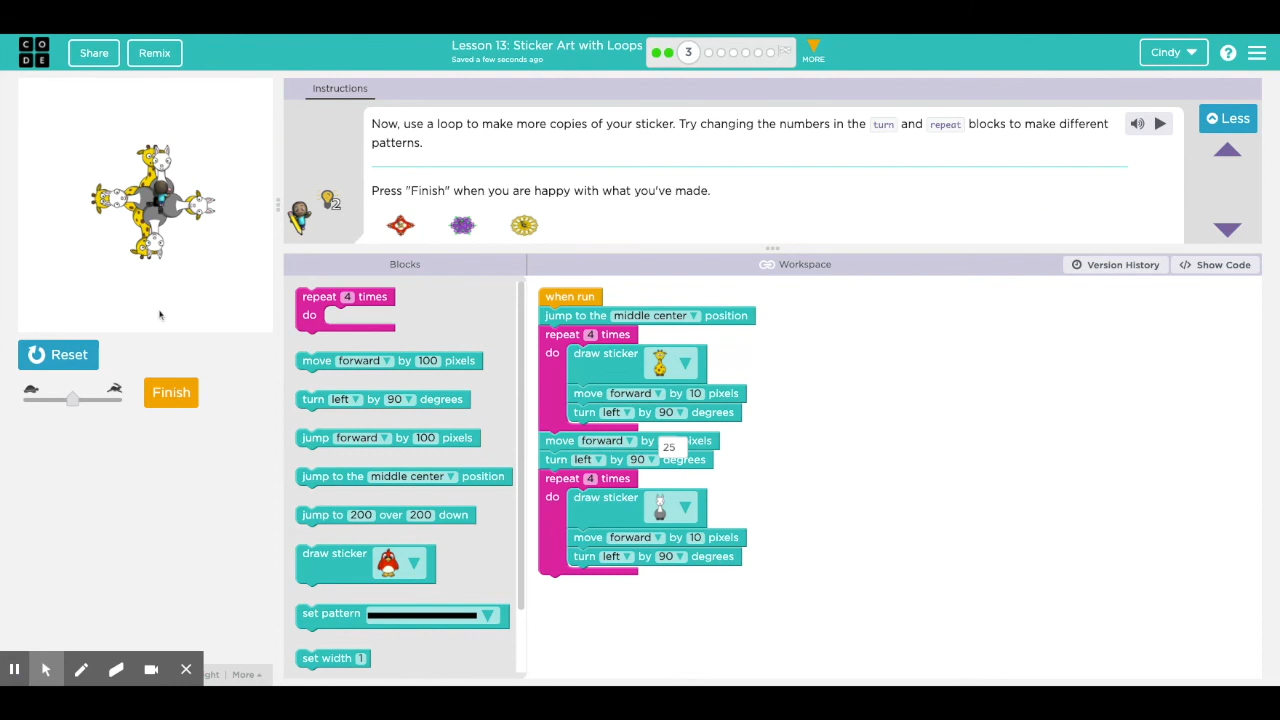 CODE
Share
Remix
Lesson 13: Sticker Art with Loops
Saved a few seconds ago
3
MORE
Cindy
Instructions
Now, use a loop to make more copies of your sticker. Try changing the numbers in the turn and repeat blocks to make different
patterns.
Press "Finish" when you are happy with what you've made.
2
Less
Reset
Finish
Blocks
Workspace
Version History
Show Code
repeat 4 times
do
move forward by 100 pixels
turn left by 90 degrees
jump forward by 100 pixels
jump to the middle center position
jump to 200 over 200 down
draw sticker
set pattern
set width 1
when run
jump to the middle center position
repeat 4 times
do draw sticker
move forward by 10 pixels
turn left by 90 degrees
move forward by pixels
25
turn left by 90 degrees
repeat 4 times
do draw sticker
move forward by 10 pixels
turn left by 90 degrees
More